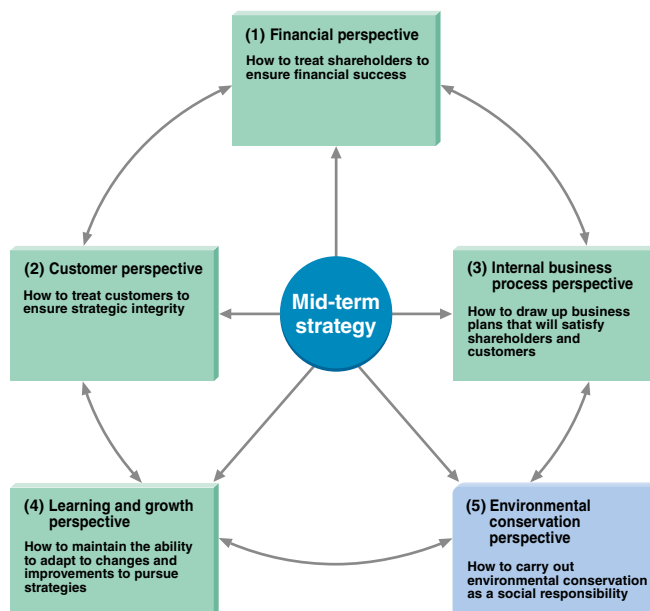 (1) Financial perspective
How to treat shareholders to
ensure financial success
(2) Customer perspective
How to treat customers to
ensure strategic integrity
Mid-term
strategy
(3) Internal business
process perspective
How to draw up business
plans that will satisfy
shareholders and
customers
(4) Learning and growth
perspective
How to maintain the ability
to adapt to changes and
improvements to pursue
strategies
(5) Environmental
conservation
perspective
How to carry out
environmental conservation
as a social responsibility